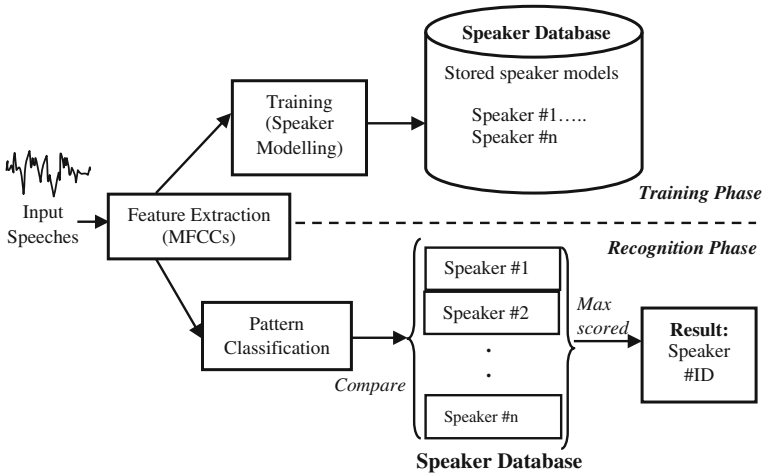 Speaker Database
Stored speaker models
Speaker #1…..
Speaker #n
Training
(Speaker
Modelling)
Training Phase
Input
Speeches
Feature Extraction
(MFCCs)
Recognition Phase
Pattern
Classification
Compare
Speaker #1
Speaker #2
.
.
Speaker #n
Speaker Database
Max
scored
Result:
Speaker
#ID